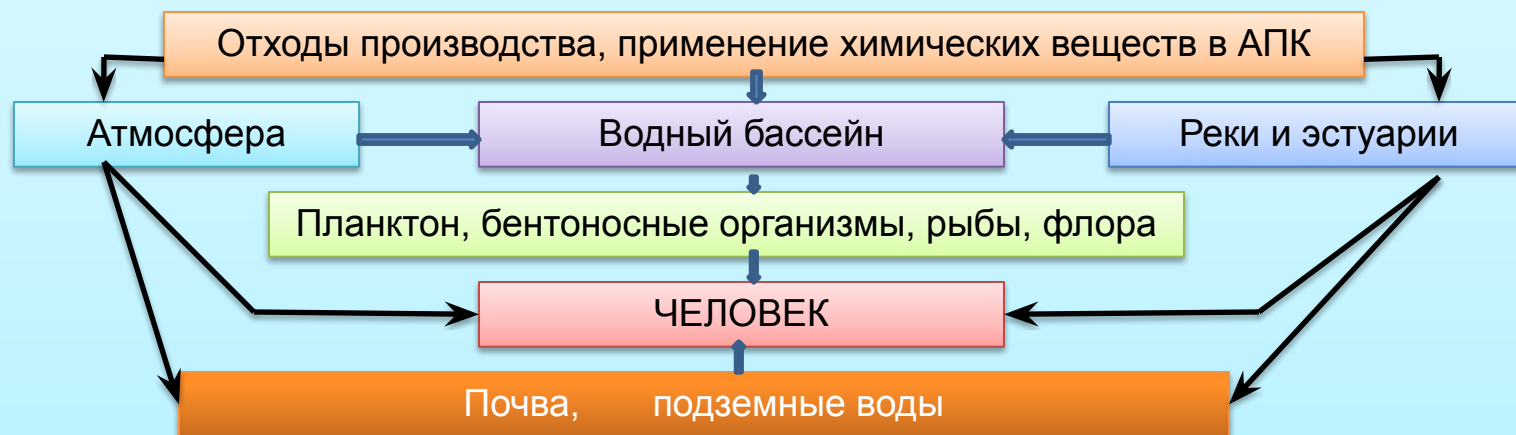 Отходы производства, применение химических веществ в АПК
Атмосфера
Водный бассейн
Реки и эстуарии
Планктон, бентоносные организмы, рыбы, флора
ЧЕЛОВЕК
Почва, подземные воды